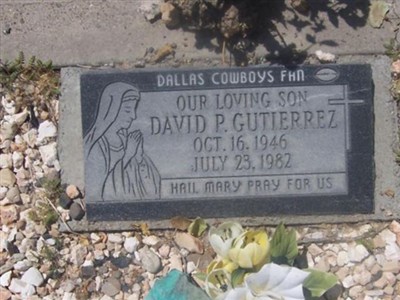 DALLAS COWBOYS FAN
OUR LOVING SON
DAVID P. GUTIERREZ
OCT. 16, 1946
JULY 23, 1982
HAIL MARY PRAY FOR US